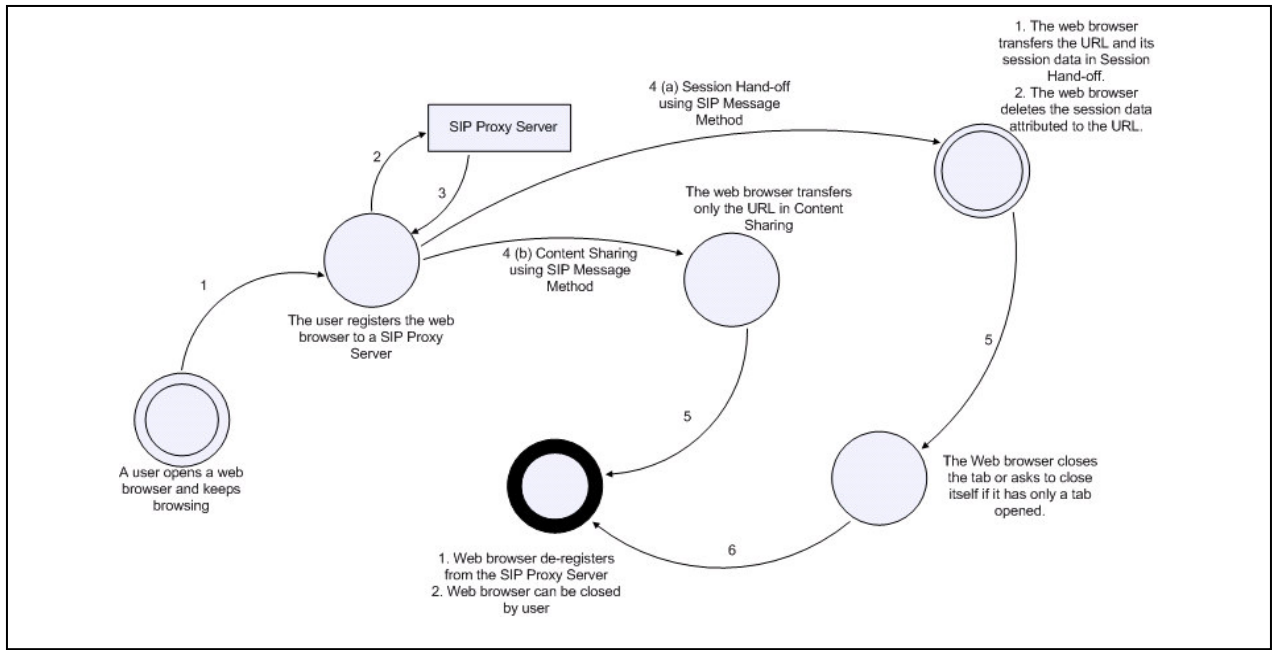 1. The web browser
transfers the URL and its
session data in Session
Hand-off.
2. The web browser
deletes the session data
attributed to the URL.
4 (a) Session Hand-off
using SIP Message
Method
SIP Proxy Server
2
3
The web browser transfers
only the URL in Content
Sharing
4 (b) Content Sharing
using SIP Message
Method
1
The user registers the web
browser to a SIP Proxy
Server
5
5
A user opens a web
browser and keeps
browsing
The Web browser closes
the tab or asks to close
itself if it has only a tab
opened.
6
1. Web browser de-registers
from the SIP Proxy Server
2. Web browser can be closed
by user